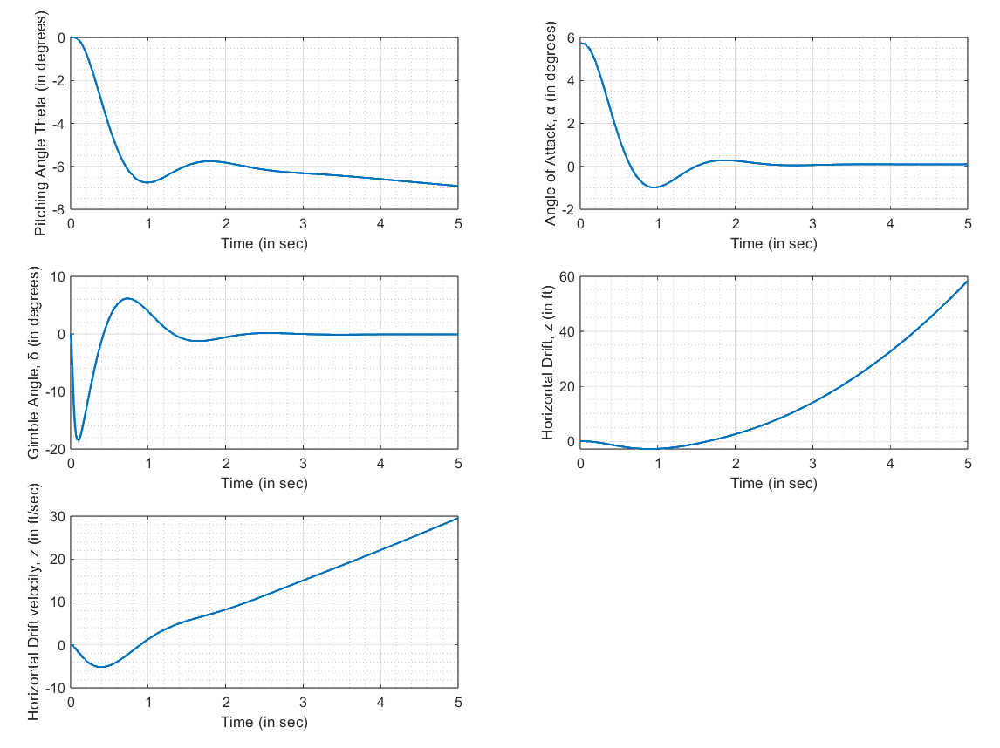 Pitching Angle Theta (in degrees)
0
-2
-4
-6
-8
0 1 2 3 4 5
Time (in sec)
Angle of Attack, α (in degrees)
6
4
2
0
-2
0 1 2 3 4 5
Time (in sec)
Gimble Angle, δ (in degrees)
10
0
-10
-20
0 1 2 3 4 5
Time (in sec)
Horizontal Drift, z (in ft)
60
40
20
0
0 1 2 3 4 5
Time (in sec)
Horizontal Drift velocity, z (in ft/sec)
30
20
10
0
-10
0 1 2 3 4 5
Time (in sec)